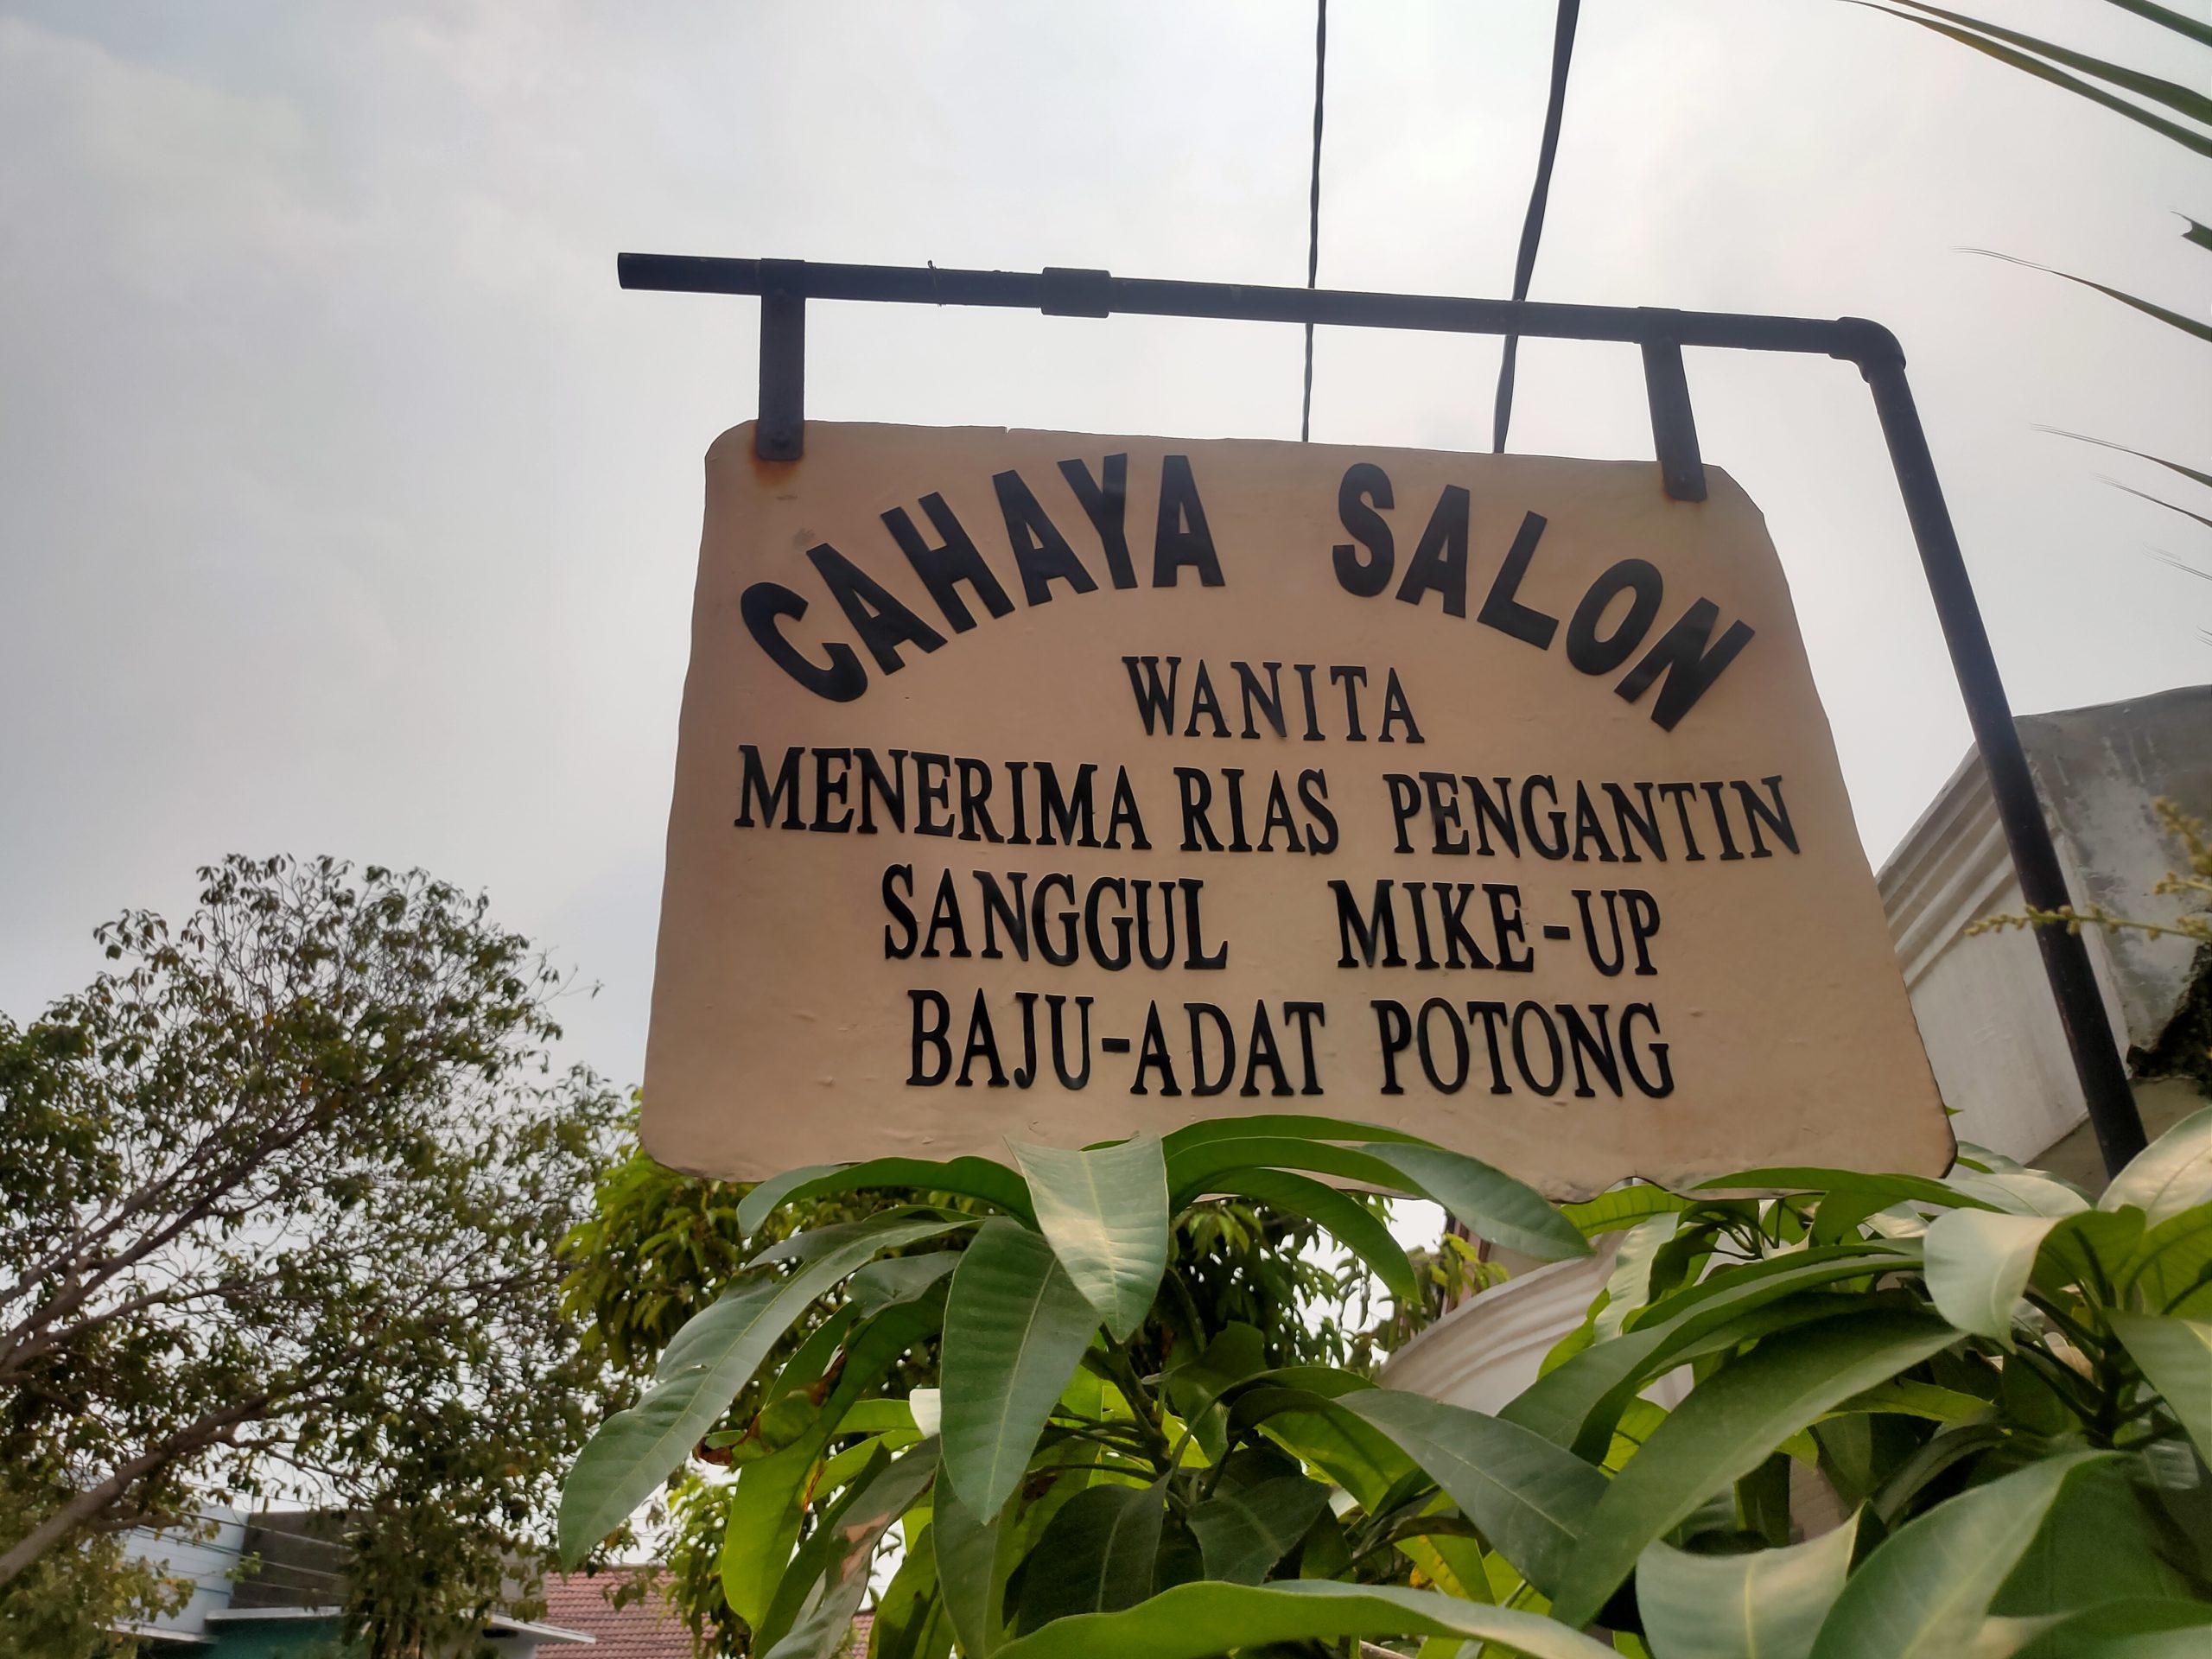 CAHAYA SALON
WANITA
MENERIMA RIAS PENGANTIN
SANGGUL MIKE-UP
BAJU-ADAT POTONG